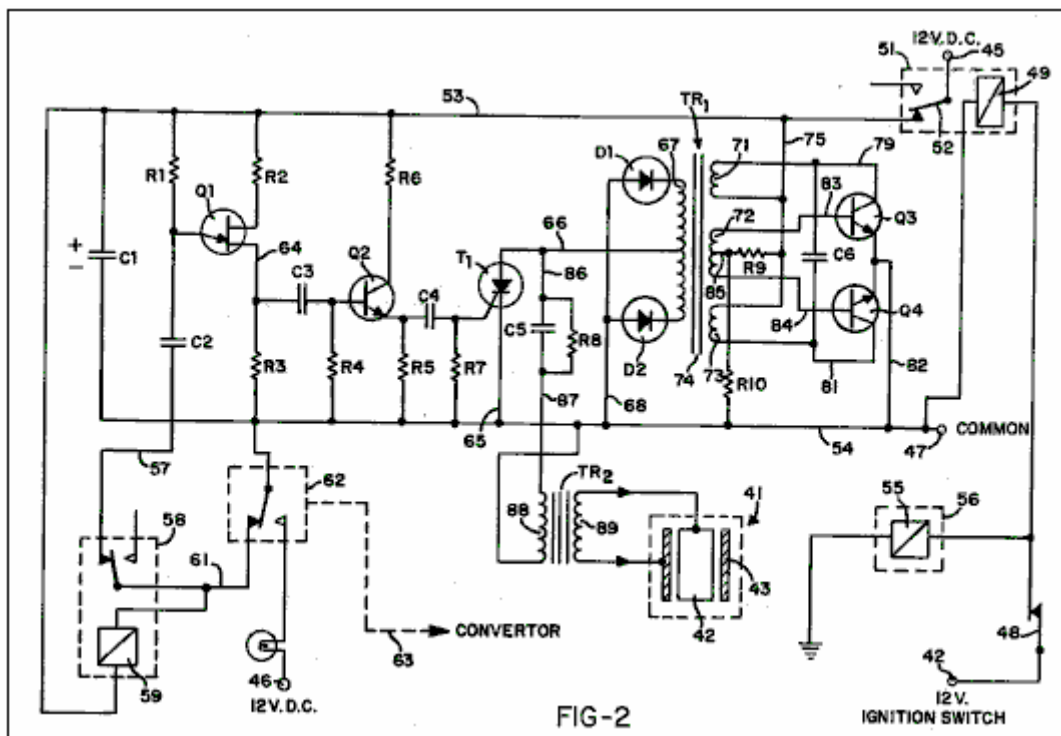 12V. D.C.
51
45
49
53
TR1
52
75
D1
67
71
79
R1
R2
R6
83
Q1
72
Q3
66
64
T1
86
+
-
C1
C3
Q2
R9
C6
C4
85
C5
R8
84
Q4
C2
D2
R3
R4
R5
R7
73
74
R10
81
82
87
65
68
54
COMMON
47
57
62
TR2
58
88
89
41
55
56
61
43
63
CONVERTOR
42
48
59
46
12V. D.C.
42
12V.
IGNITION SWITCH
FIG-2